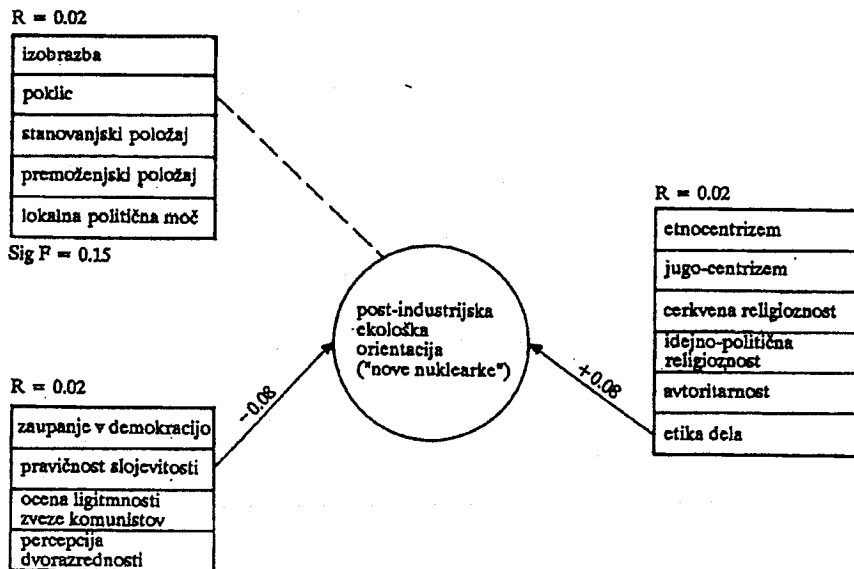 R = 0.02
izobrazba
poklic
stanovanjski položaj
premoženjski položaj
lokalna politična moč
Sig F = 0.15
R = 0.02
etnocentrizem
jugo-centrizem
cerkvena religioznost
idejno-politična
religioznost
avtoritarnost
etika dela
post-industrijska
ekološka
orientacija
("nove nuklearke")
-0.08
+0.08
R = 0.02
zaupanje v demokracijo
pravičnost slojevitosti
ocena ligitmnosti
zveze komunistov
percepcija
dvorazrednosti